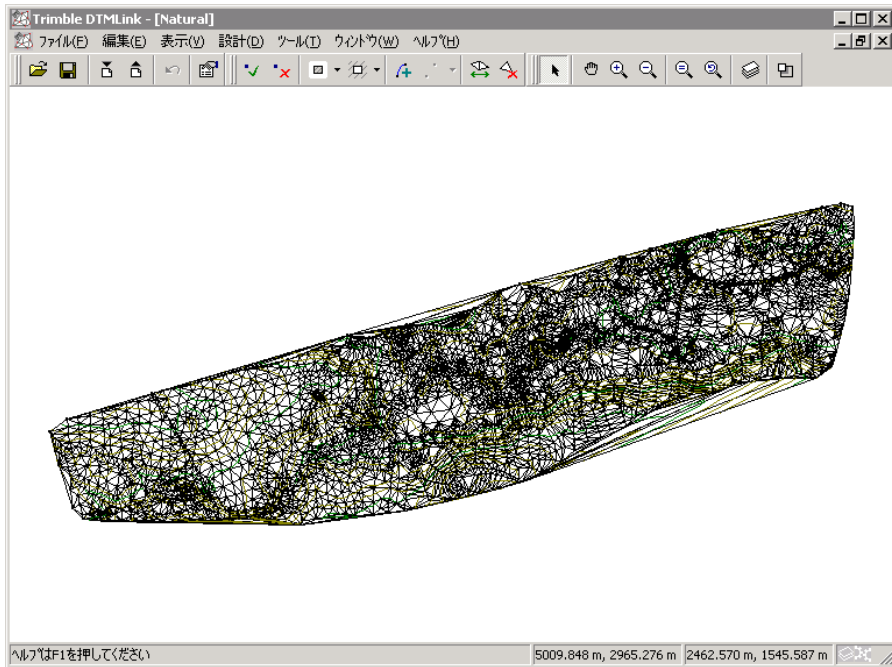 Trimble DTMLink - [Natural]
ファイル(F) 編集(E) 表示(V) 設計(D) ツール(T) ウィンドウ(W) ヘルプ(H)
ヘルプはF1を押してください 5009.848 m, 2965.276 m 2462.570 m, 1545.587 m